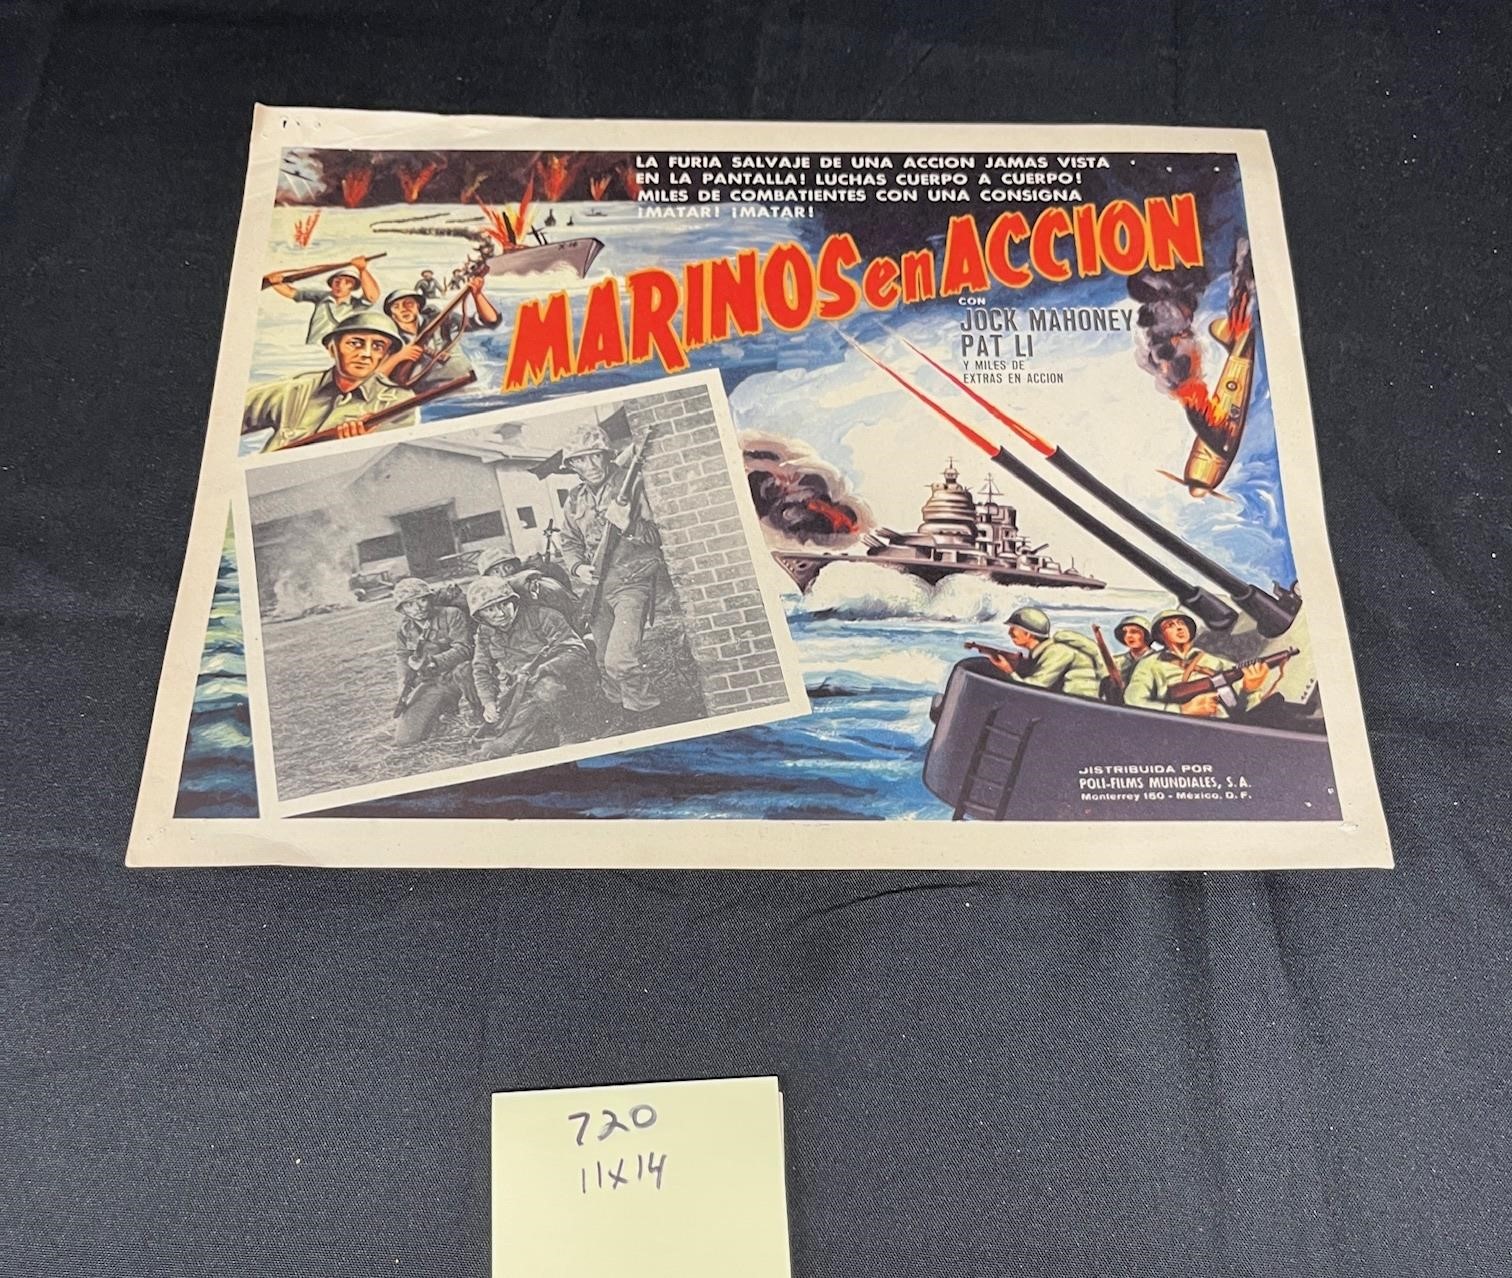 LA FURIA SALVAJE DE UNA ACCION JAMAS VISTA
EN LA PANTALLA! LUCHAS CUERPO A CUERPO!
MILES DE COMBATIENTES CON UNA CONSIGNA
¡MATAR! ¡MATAR!
MARINOS en ACCION
CON
JOCK MAHONEY
PAT LI
Y MILES DE
EXTRAS EN ACCION
X-16
DISTRIBUIDA POR
POLI-FILMS MUNDIALES, S.A.
Monterrey 150 - México, D. F.
720
11x14